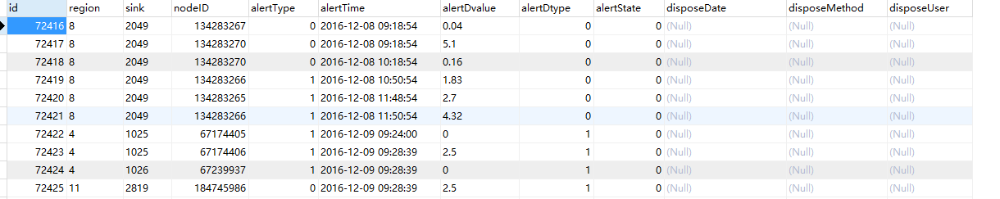 id region sink nodeID alertType alertTime alertDvalue alertDtype alertState disposeDate disposeMethod disposeUser
72416 8 2049 134283267 0 2016-12-08 09:18:54 0.04 0 0 (Null) (Null) (Null)
72417 8 2049 134283270 0 2016-12-08 09:18:54 5.1 0 0 (Null) (Null) (Null)
72418 8 2049 134283270 0 2016-12-08 10:18:54 0.16 0 0 (Null) (Null) (Null)
72419 8 2049 134283266 1 2016-12-08 10:50:54 1.83 0 0 (Null) (Null) (Null)
72420 8 2049 134283265 1 2016-12-08 11:48:54 2.7 0 0 (Null) (Null) (Null)
72421 8 2049 134283266 1 2016-12-08 11:50:54 4.32 0 0 (Null) (Null) (Null)
72422 4 1025 67174405 1 2016-12-09 09:24:00 0 1 0 (Null) (Null) (Null)
72423 4 1025 67174406 1 2016-12-09 09:28:39 2.5 1 0 (Null) (Null) (Null)
72424 4 1026 67239937 1 2016-12-09 09:28:39 0 1 0 (Null) (Null) (Null)
72425 11 2819 184745986 0 2016-12-09 09:28:39 2.5 1 0 (Null) (Null) (Null)